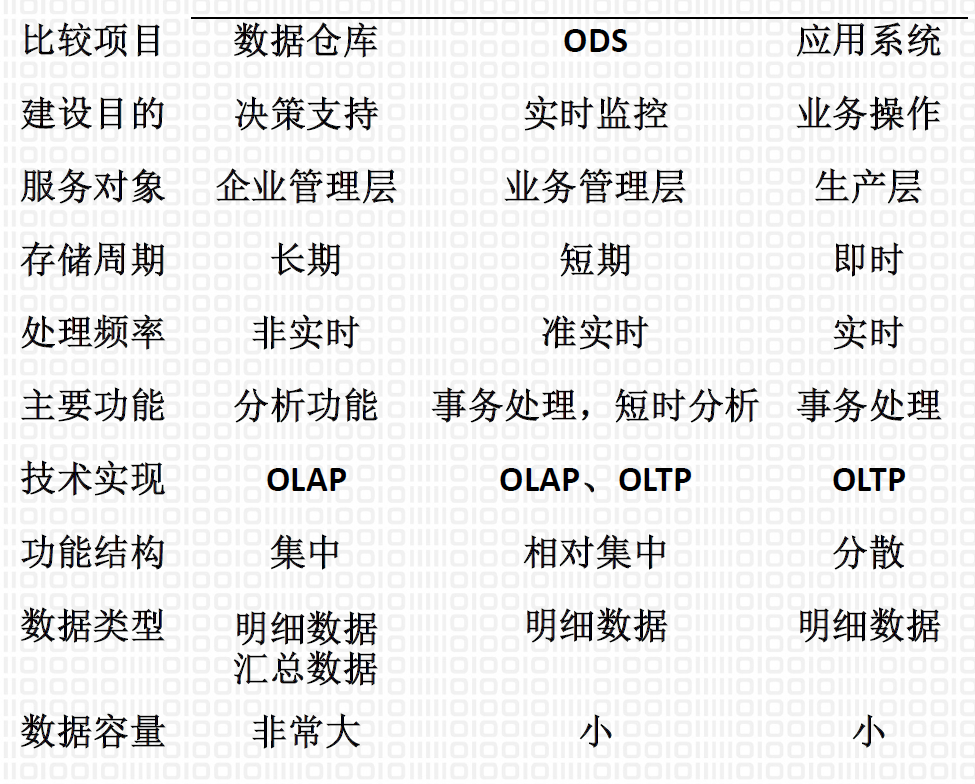 比较项目 数据仓库 ODS 应用系统
建设目的 决策支持 实时监控 业务操作
服务对象 企业管理层 业务管理层 生产层
存储周期 长期 短期 即时
处理频率 非实时 准实时 实时
主要功能 分析功能 事务处理，短时分析 事务处理
技术实现 OLAP OLAP、OLTP OLTP
功能结构 集中 相对集中 分散
数据类型 明细数据 明细数据 明细数据
汇总数据
数据容量 非常大 小 小